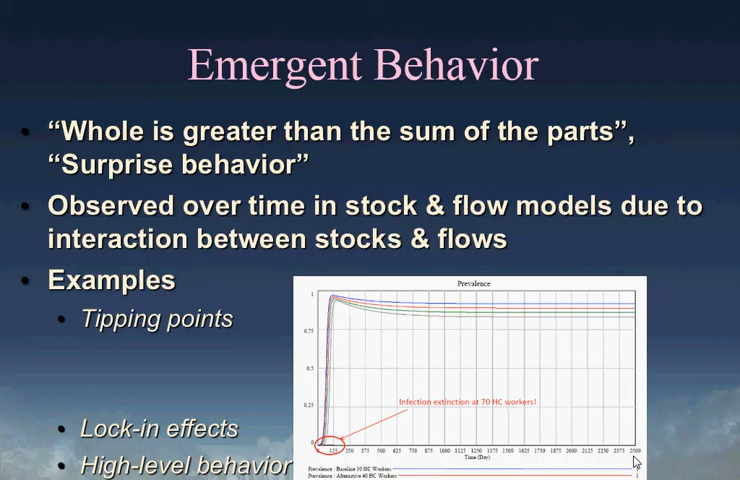 Emergent Behavior
• “Whole is greater than the sum of the parts”,
“Surprise behavior”
• Observed over time in stock & flow models due to
interaction between stocks & flows
• Examples
• Tipping points
Prevalence
1
0.75
0.5
0.25
0
Infection extinction at 70 HC workers!
0 125 250 375 500 625 750 875 1000 1125 1250 1375 1500 1625 1750 1875 2000 2125 2250 2375 2500
Time (Day)
Prevalence : Baseline 30 HC Workers
Prevalence : Alternative 40 HC Workers
• Lock-in effects
• High-level behavior